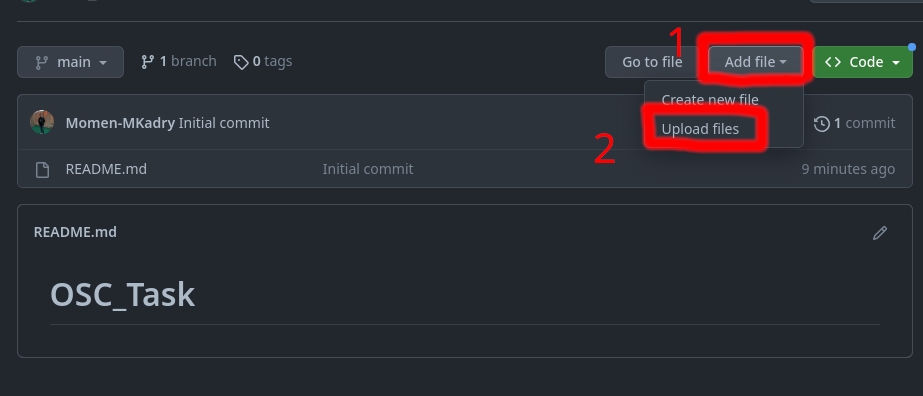 1
main 1 branch 0 tags Go to file Add file <> Code
Create new file
Momen-MKadry Initial commit 1 commit
Upload files
2
README.md Initial commit 9 minutes ago
README.md
OSC_Task